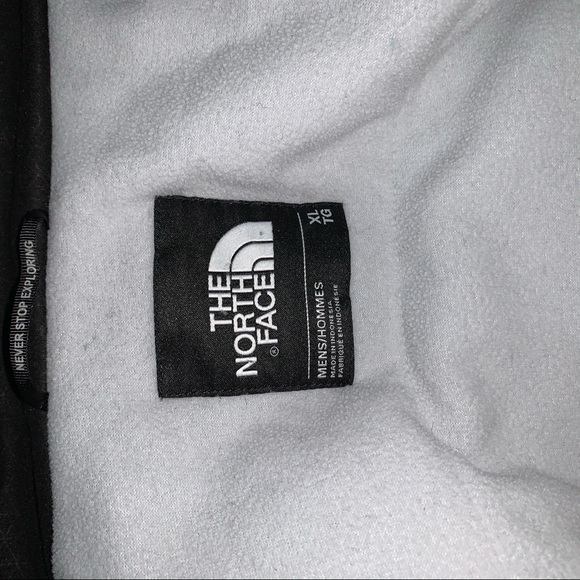 NEVER STOP EXPLORING
THE
NORTH
FACE
®
XL
TG
MENS/HOMMES
MADE IN INDONESIA
FABRIQUÉ EN INDONÉSIE